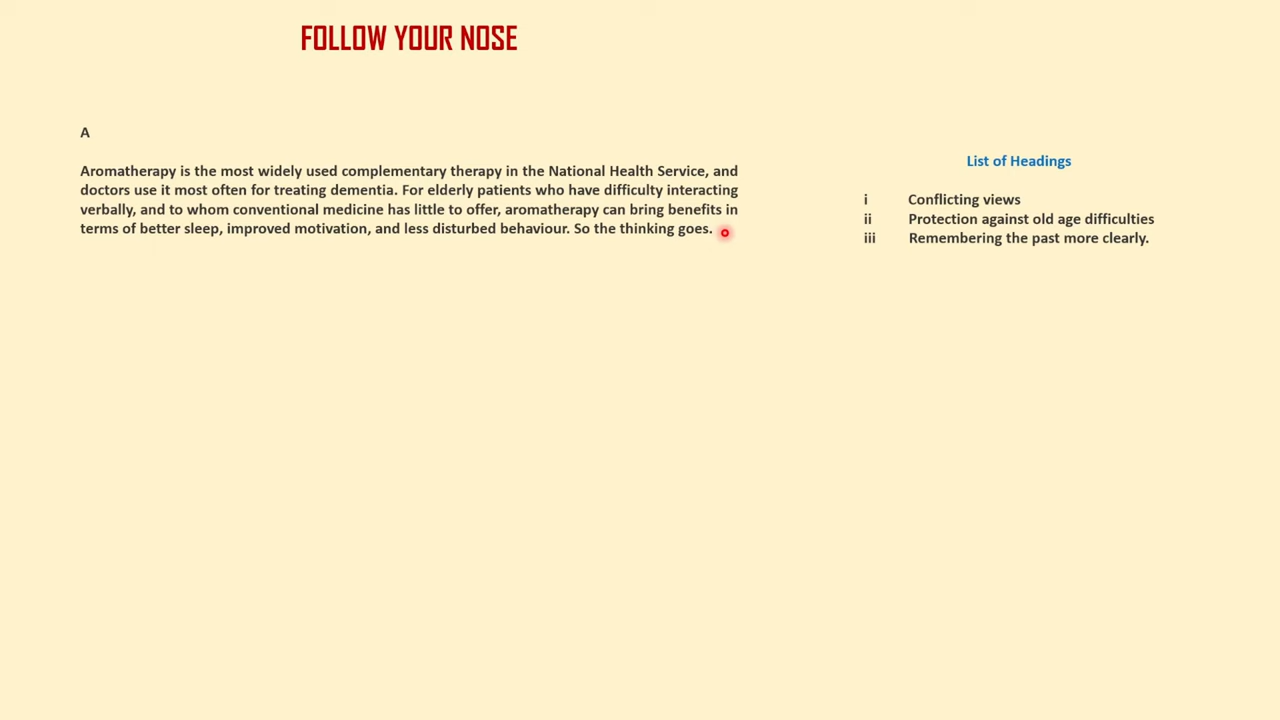 FOLLOW YOUR NOSE
A
Aromatherapy is the most widely used complementary therapy in the National Health Service, and
doctors use it most often for treating dementia. For elderly patients who have difficulty interacting
verbally, and to whom conventional medicine has little to offer, aromatherapy can bring benefits in
terms of better sleep, improved motivation, and less disturbed behaviour. So the thinking goes.
List of Headings
i Conflicting views
ii Protection against old age difficulties
iii Remembering the past more clearly.